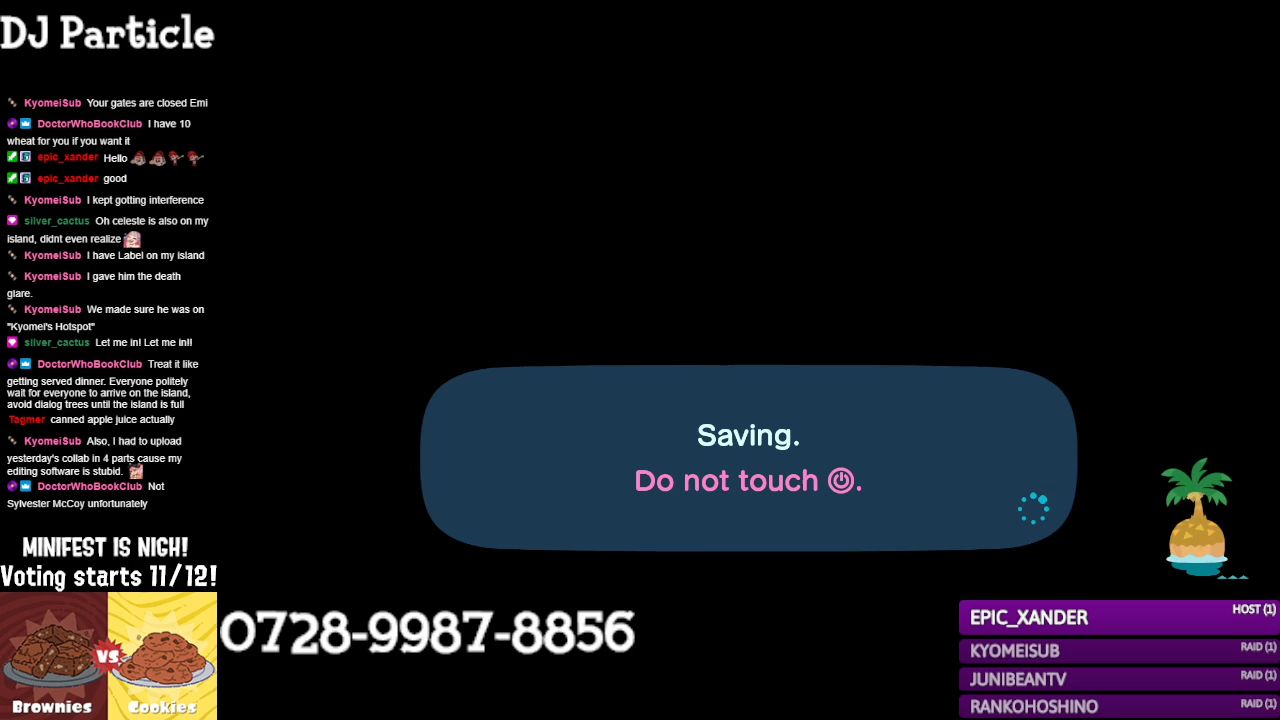 DJ Particle
KyomeiSub Your gates are closed Emi
DoctorWhoBookClub I have 10
wheat for you if you want it
epic_xander Hello
epic_xander good
KyomeiSub I kept gotting interference
silver_cactus Oh celeste is also on my
island, didnt even realize
KyomeiSub I have Label on my island
KyomeiSub I gave him the death
glare.
KyomeiSub We made sure he was on
"Kyomei's Hotspot"
silver_cactus Let me in! Let me in!!
DoctorWhoBookClub Treat it like
getting served dinner. Everyone politely
wait for everyone to arrive on the island,
avoid dialog trees until the island is full
Tagmer canned apple juice actually
KyomeiSub Also, I had to upload
yesterday's collab in 4 parts cause my
editing software is stubid.
DoctorWhoBookClub Not
Sylvester McCoy unfortunately
MINIFEST IS NIGH!
Voting starts 11/12!
Brownies
VS
Cookies
Saving.
Do not touch .
0728-9987-8856
EPIC_XANDER HOST (1)
KYOMEISUB RAID (1)
JUNIBEANTV RAID (1)
RANKOHOSHINO RAID (1)